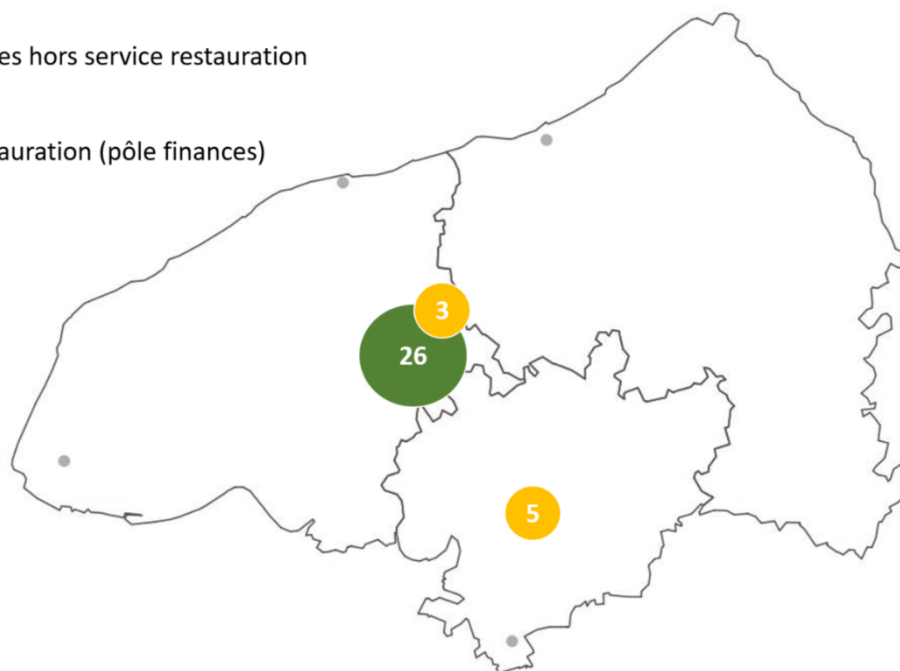 es hors service restauration
auration (pôle finances)
3
26
5